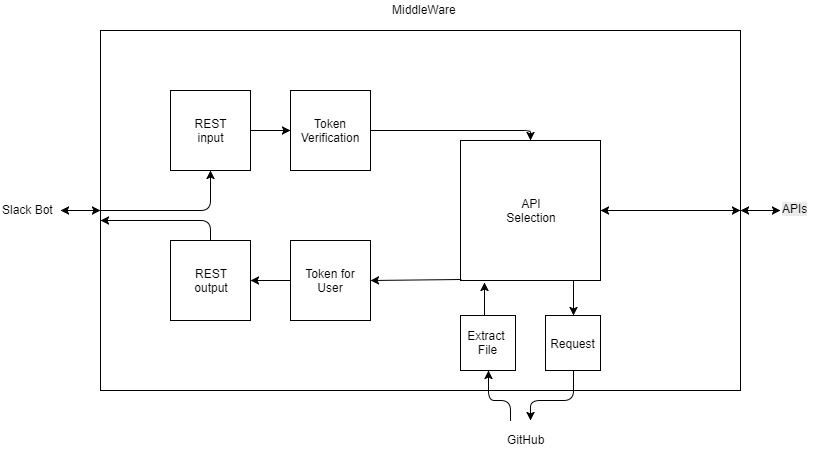 MiddleWare
REST
input
Token
Verification
API
Selection
Slack Bot
APIs
REST
output
Token for
User
Extract
File
Request
GitHub